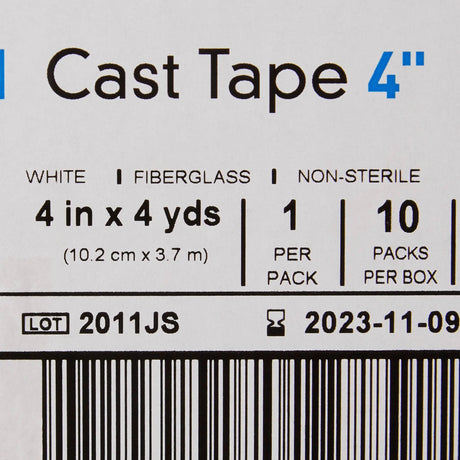 Cast Tape 4"
WHITE | FIBERGLASS | NON-STERILE
4 in x 4 yds 1 10
(10.2 cm x 3.7 m) PER PACKS
PACK PER BOX
LOT 2011JS 2023-11-09